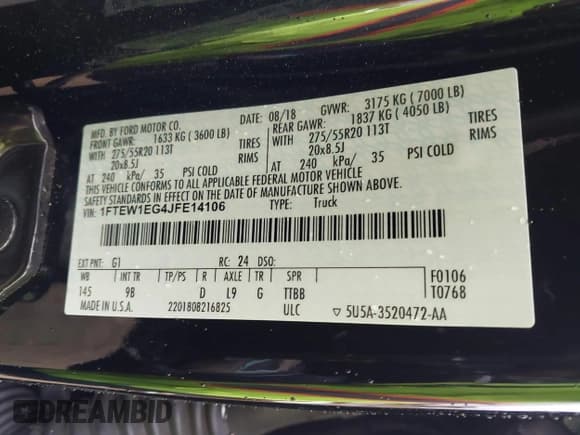 MFD. BY FORD MOTOR CO. DATE: 08/18 GVWR: 3175 KG ( 7000 LB)
FRONT GAWR: 1633 KG ( 3600 LB) REAR GAWR: 1837 KG ( 4050 LB)
WITH 275/55R20 113T TIRES WITH 275/55R20 113T TIRES
20x8.5J RIMS 20x8.5J RIMS
AT 240 kPa/ 35 PSI COLD AT 240 kPa/ 35 PSI COLD
THIS VEHICLE CONFORMS TO ALL APPLICABLE FEDERAL MOTOR VEHICLE
SAFETY STANDARDS IN EFFECT ON THE DATE OF MANUFACTURE SHOWN ABOVE.
VIN: 1FTEW1EG4JFE14106 TYPE: Truck
EXT PNT: G1 RC: 24 DSO: F0106
WB INT TR TP/PS R AXLE TR SPR T0768
145 9B D L9 G TTBB
MADE IN U.S.A. 2201808216825 ULC ▽ 5U5A-3520472-AA
DREAMBID